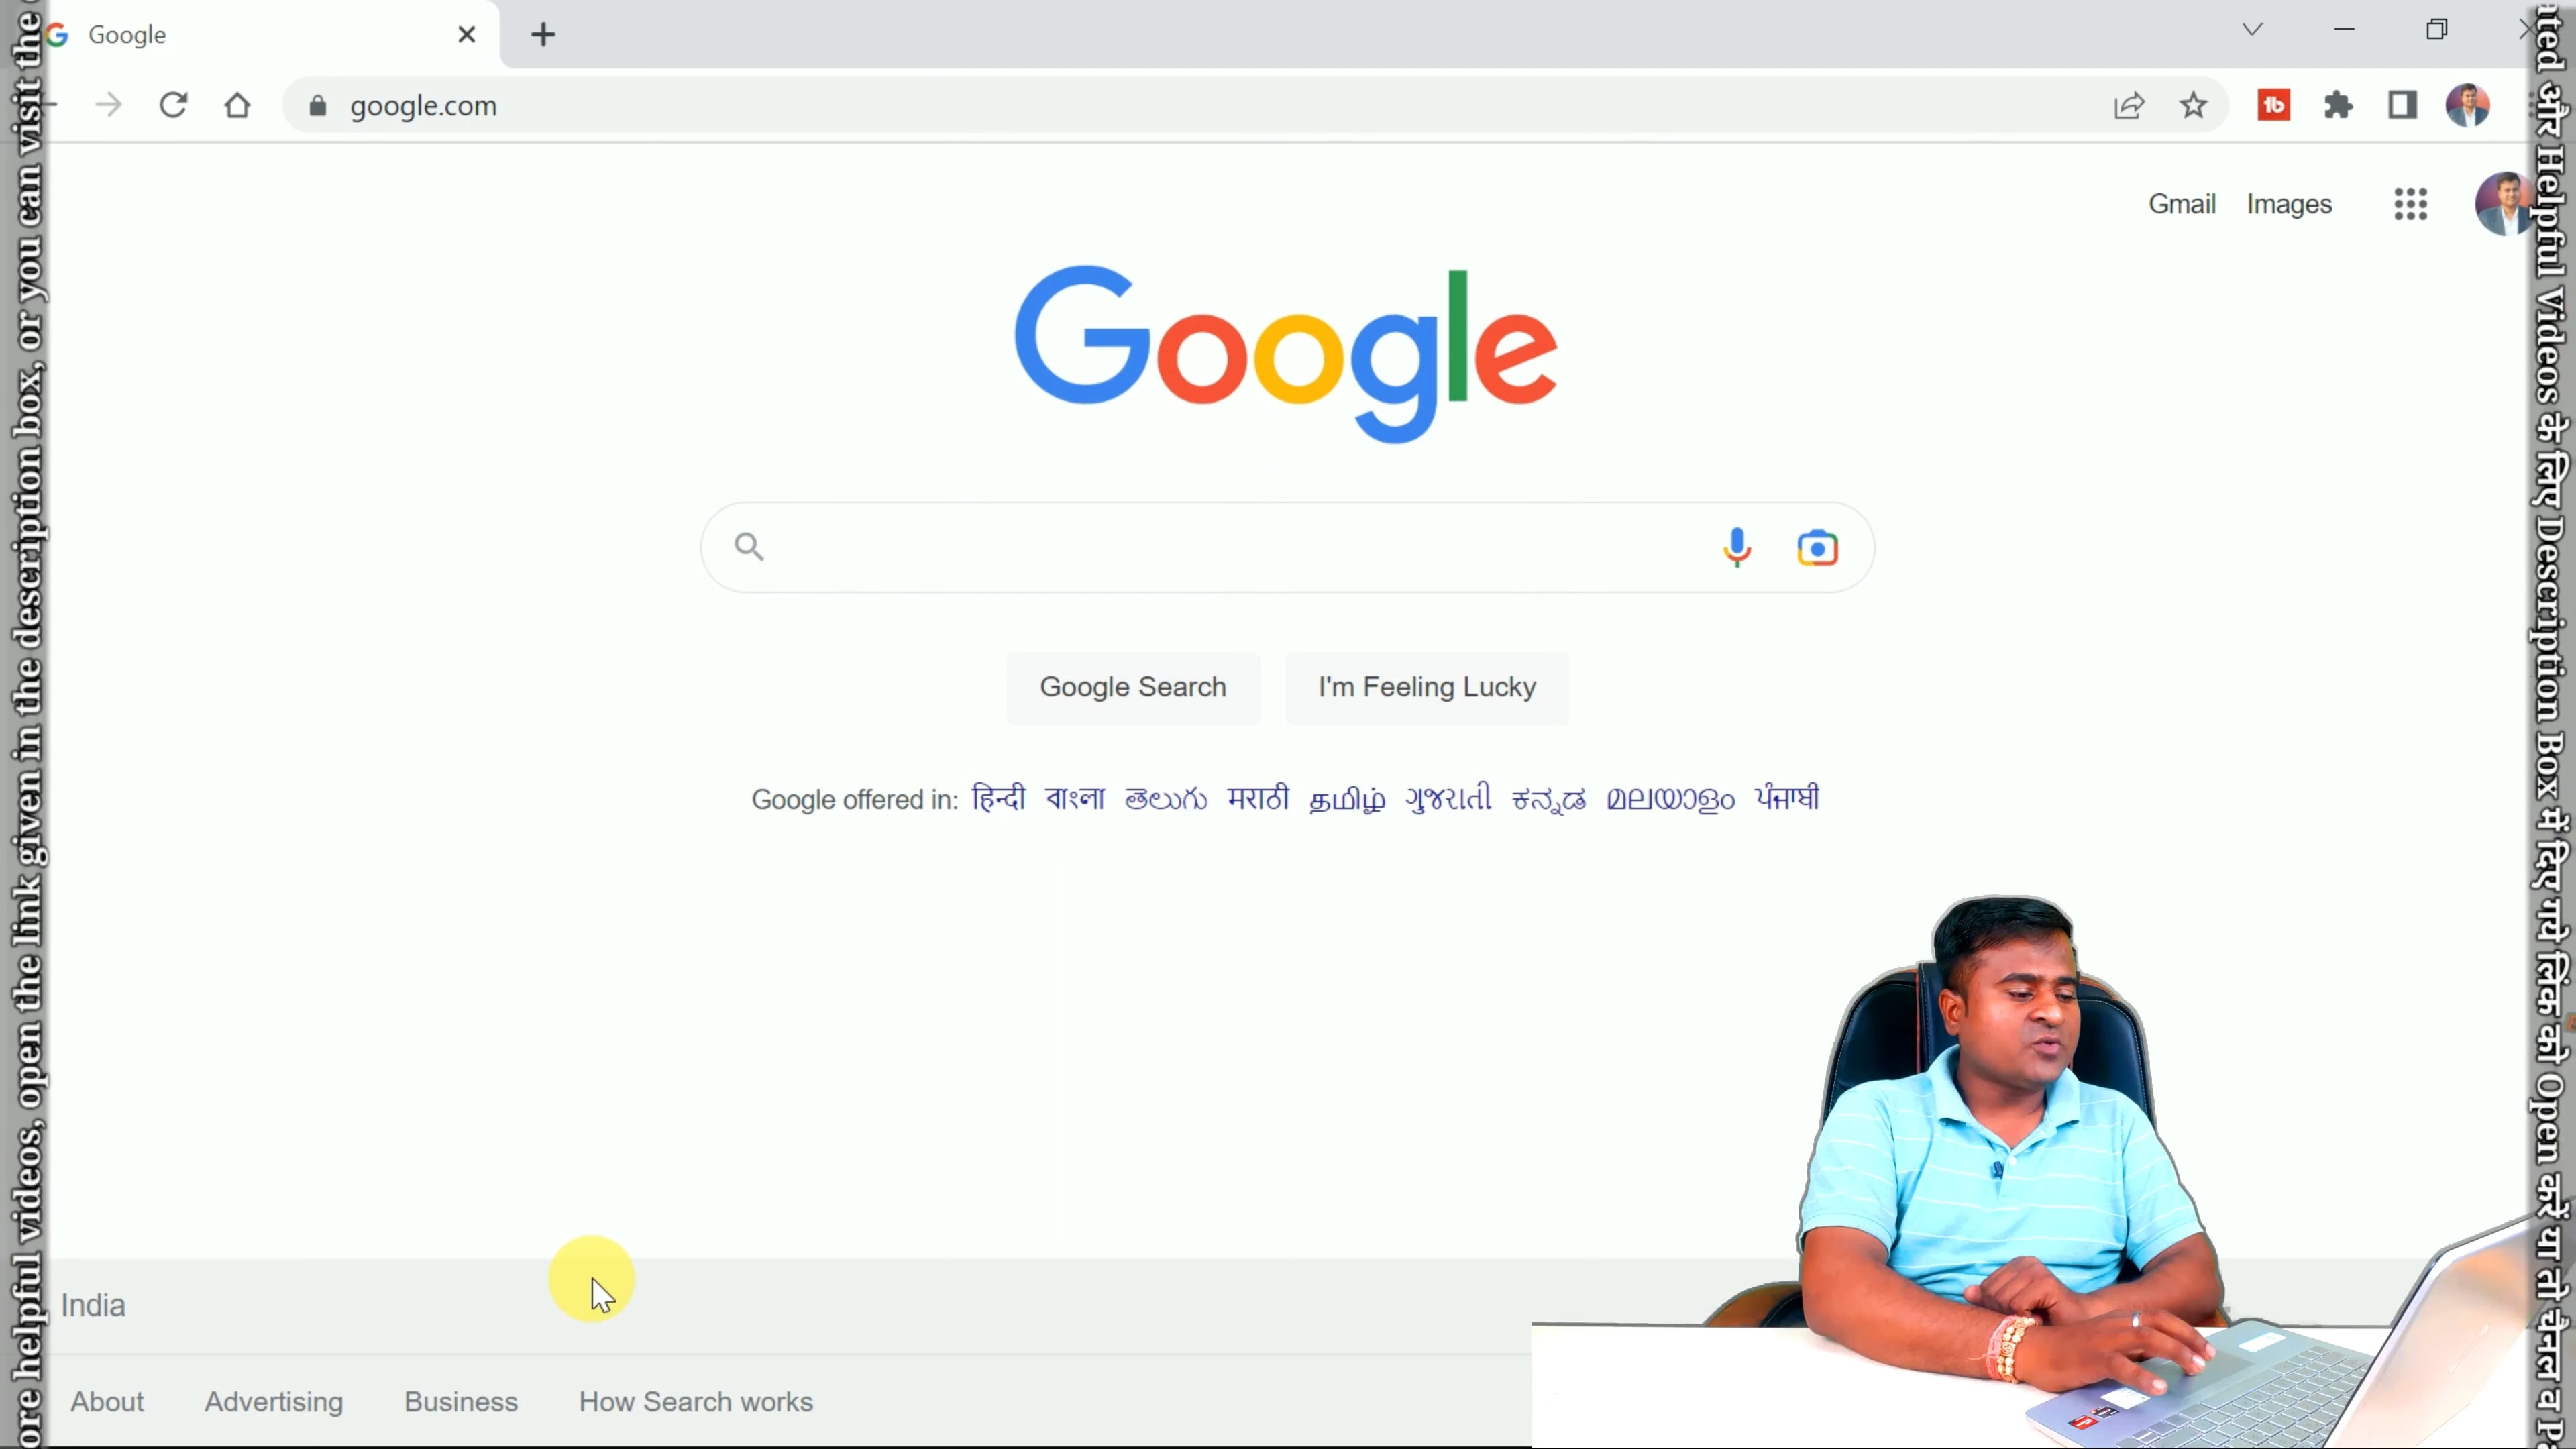 Google
google.com
Gmail Images
Google
Google Search I'm Feeling Lucky
Google offered in: हिन्दी বাংলা తెలుగు मराठी தமிழ் ગુજરાતી ಕನ್ನಡ മലയാളം ਪੰਜਾਬੀ
India
About Advertising Business How Search works
helpful videos, open the link given in the description box, or you can visit the
और Helpful Videos के लिए Description Box में दिए गये लिंक को Open करें या तो चैनल